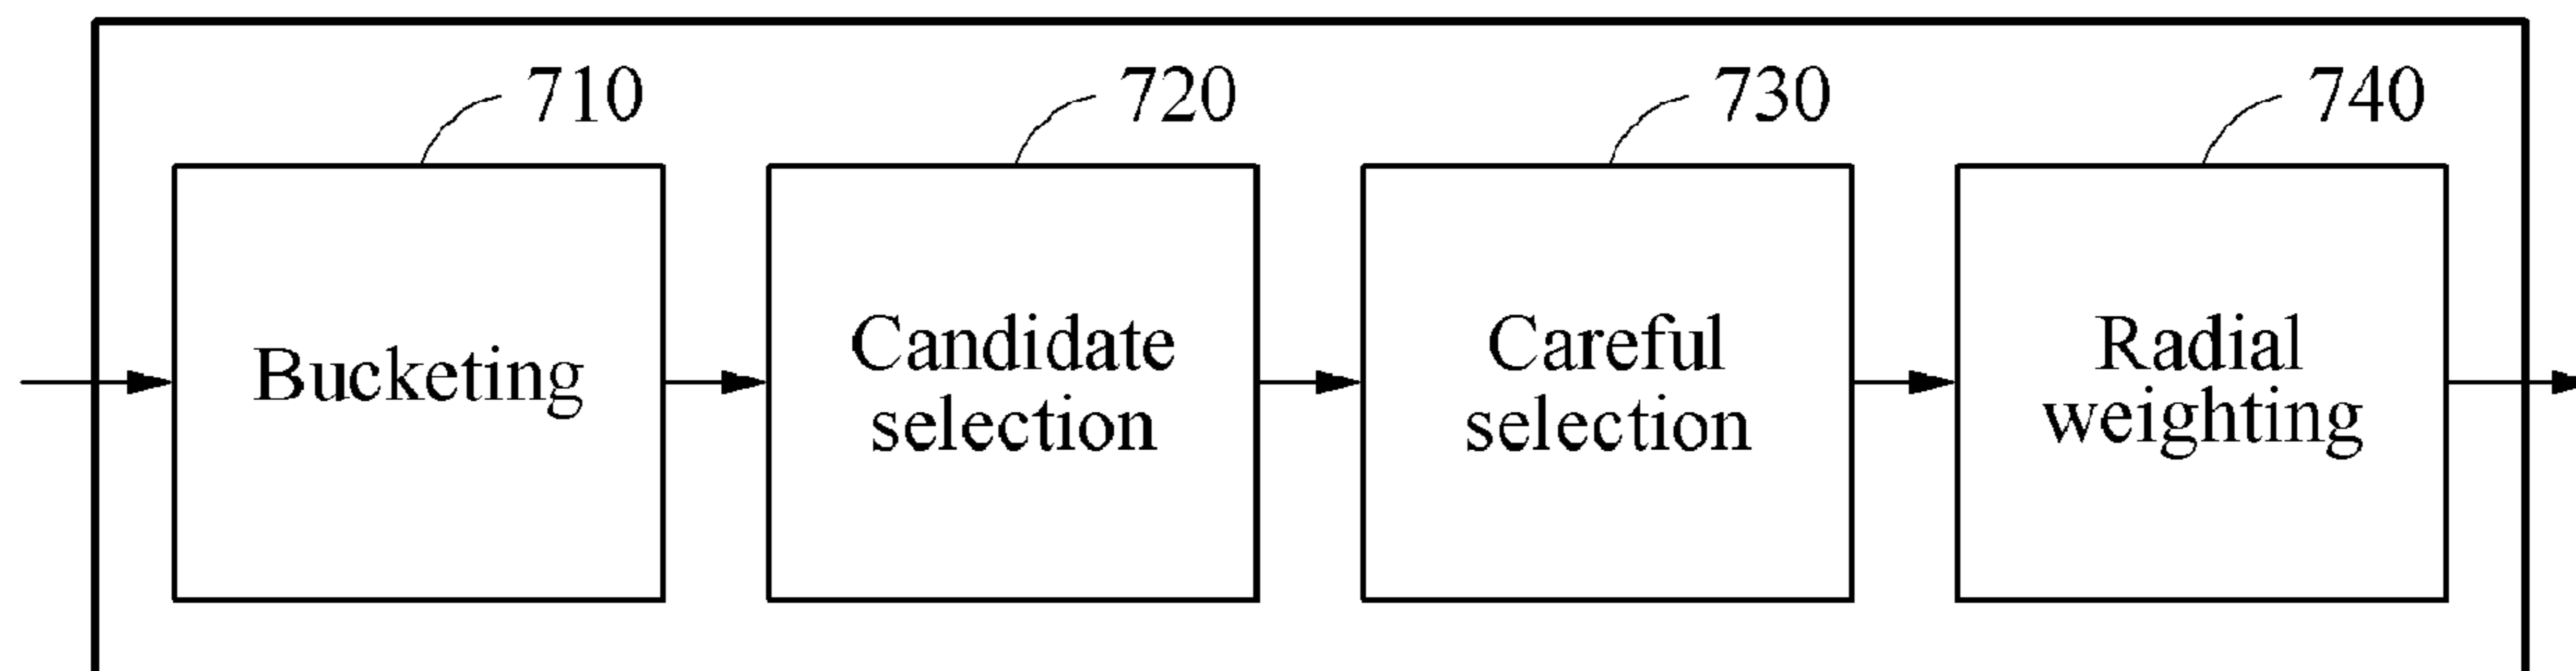 710
720
730
740
Bucketing
Candidate
selection
Careful
selection
Radial
weighting